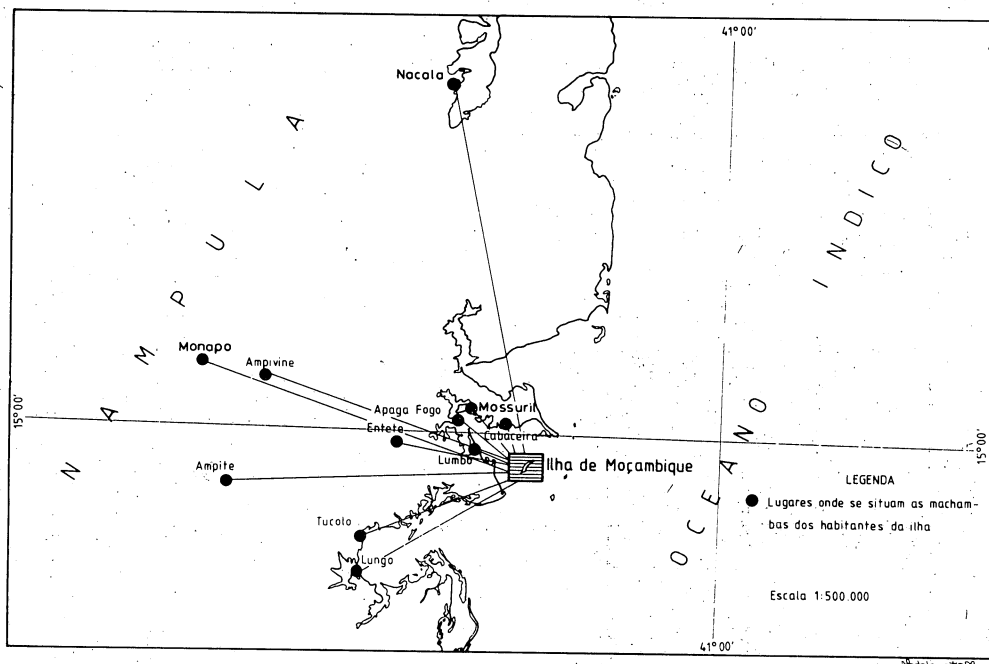 41°00'
Nacala
NAMPULA
OCEANO INDICO
Monapo
Ampivine
Mossuril
Apaga Fogo
Cabaceira
Entete
15°00'
15°00'
Lumbo
Ilha de Moçambique
Ampite
LEGENDA
Lugares onde se situam as macham-
bas dos habitantes da ilha
Tucolo
Lungo
Escala 1:500.000
41°00'